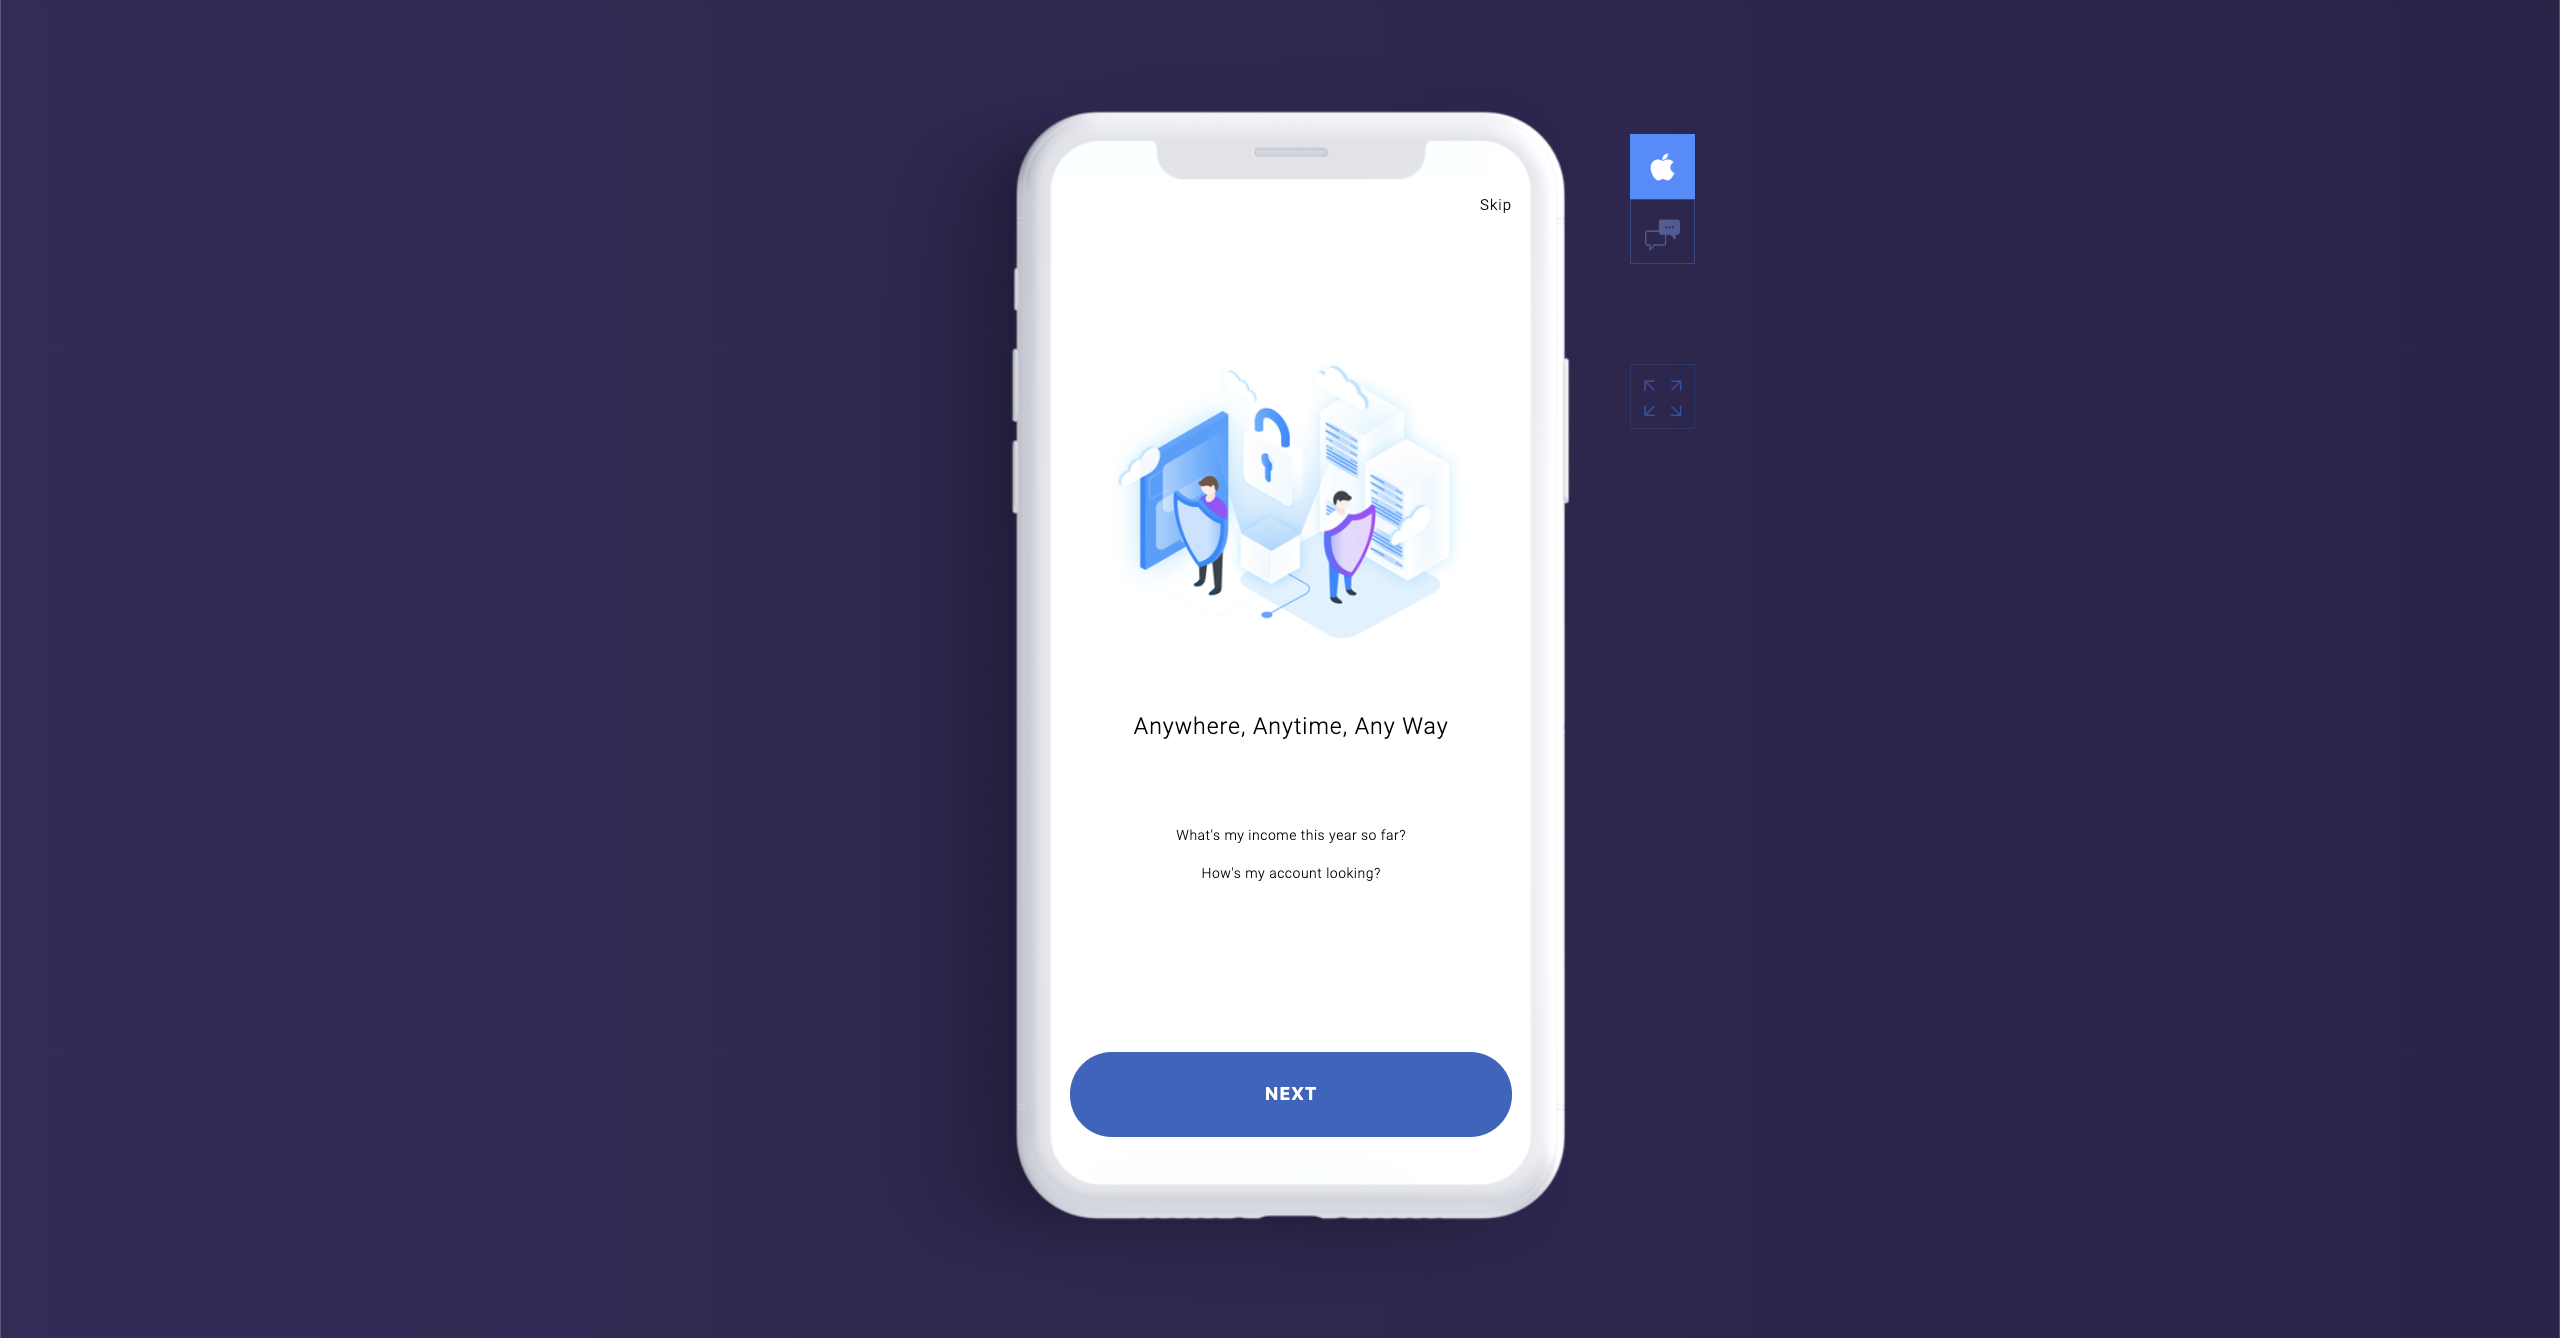 Skip
Anywhere, Anytime, Any Way
What's my income this year so far?
How's my account looking?
NEXT